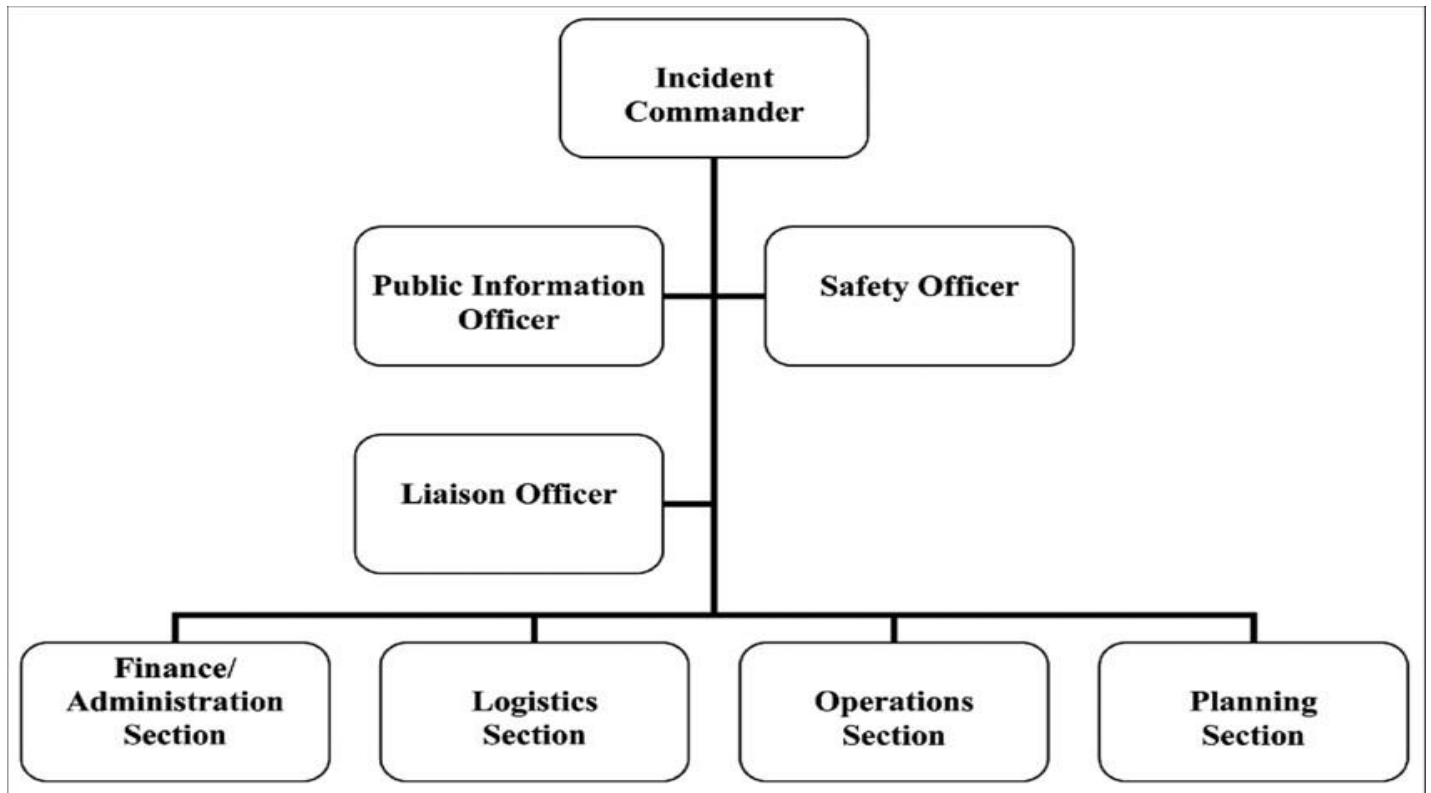 Incident
Commander
Public Information
Officer
Safety Officer
Liaison Officer
Finance/
Administration
Section
Logistics
Section
Operations
Section
Planning
Section